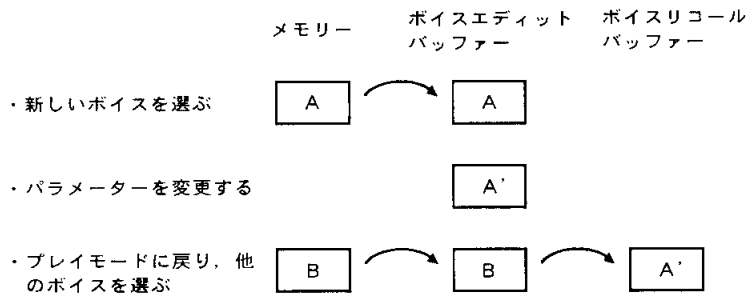 メモリー
ボイスエディット
バッファー
ボイスリコール
バッファー
・新しいボイスを選ぶ
A
A
・パラメーターを変更する
A'
・プレイモードに戻り，他
のボイスを選ぶ
B
B
A'